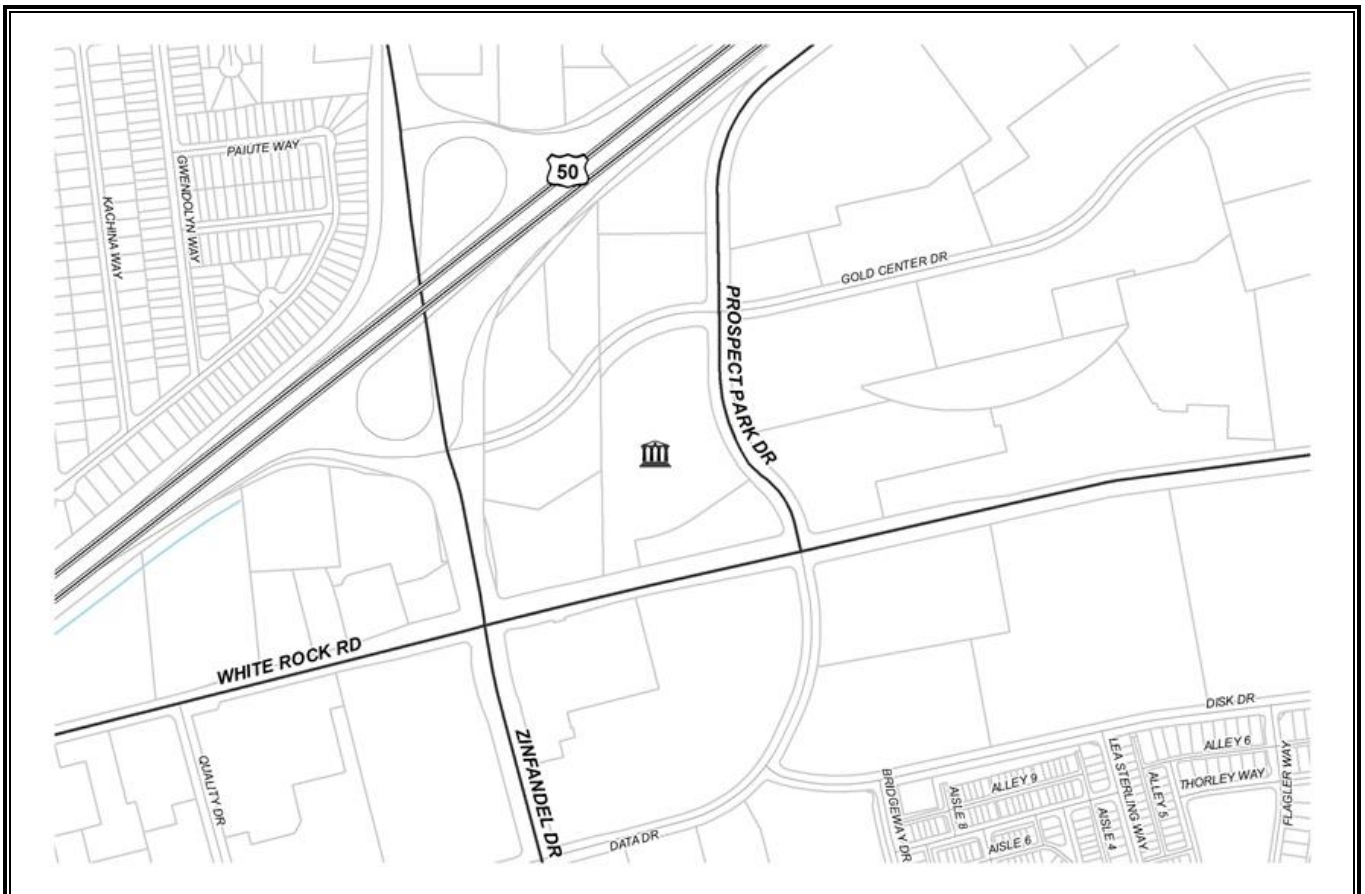 PAIUTE WAY
50
GWENDOLYN WAY
KACHINA WAY
GOLD CENTER DR
PROSPECT PARK DR
WHITE ROCK RD
DISK DR
ZINFANDEL DR
QUALITY DR
DATA DR
BRIDGEWAY DR
AISLE 8
ALLEY 9
AISLE 6
AISLE 4
LEA STERLING WAY
ALLEY 5
ALLEY 6
THORLEY WAY
FLAGLER WAY